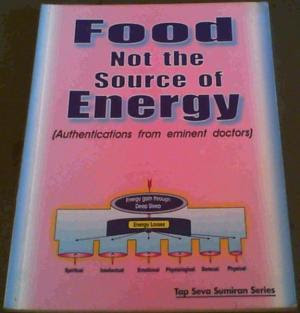 Food
Not the
Source of
Energy
(Authentications from eminent doctors)
Energy gain through
Deep Sleep
Energy Losses
Spiritual Intellectual Emotional Physiological Sensual Physical
Tap Seva Sumiran Series